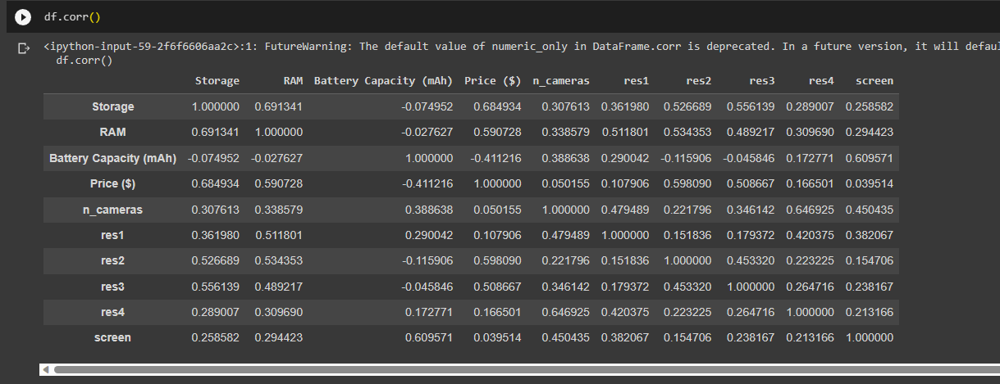 df.corr()
<ipython-input-59-2f6f6606aa2c>:1: FutureWarning: The default value of numeric_only in DataFrame.corr is deprecated. In a future version, it will defaul
df.corr()
Storage RAM Battery Capacity (mAh) Price ($) n_cameras res1 res2 res3 res4 screen
Storage 1.000000 0.691341 -0.074952 0.684934 0.307613 0.361980 0.526689 0.556139 0.289007 0.258582
RAM 0.691341 1.000000 -0.027627 0.590728 0.338579 0.511801 0.534353 0.489217 0.309690 0.294423
Battery Capacity (mAh) -0.074952 -0.027627 1.000000 -0.411216 0.388638 0.290042 -0.115906 -0.045846 0.172771 0.609571
Price ($) 0.684934 0.590728 -0.411216 1.000000 0.050155 0.107906 0.598090 0.508667 0.166501 0.039514
n_cameras 0.307613 0.338579 0.388638 0.050155 1.000000 0.479489 0.221796 0.346142 0.646925 0.450435
res1 0.361980 0.511801 0.290042 0.107906 0.479489 1.000000 0.151836 0.179372 0.420375 0.382067
res2 0.526689 0.534353 -0.115906 0.598090 0.221796 0.151836 1.000000 0.453320 0.223225 0.154706
res3 0.556139 0.489217 -0.045846 0.508667 0.346142 0.179372 0.453320 1.000000 0.264716 0.238167
res4 0.289007 0.309690 0.172771 0.166501 0.646925 0.420375 0.223225 0.264716 1.000000 0.213166
screen 0.258582 0.294423 0.609571 0.039514 0.450435 0.382067 0.154706 0.238167 0.213166 1.000000